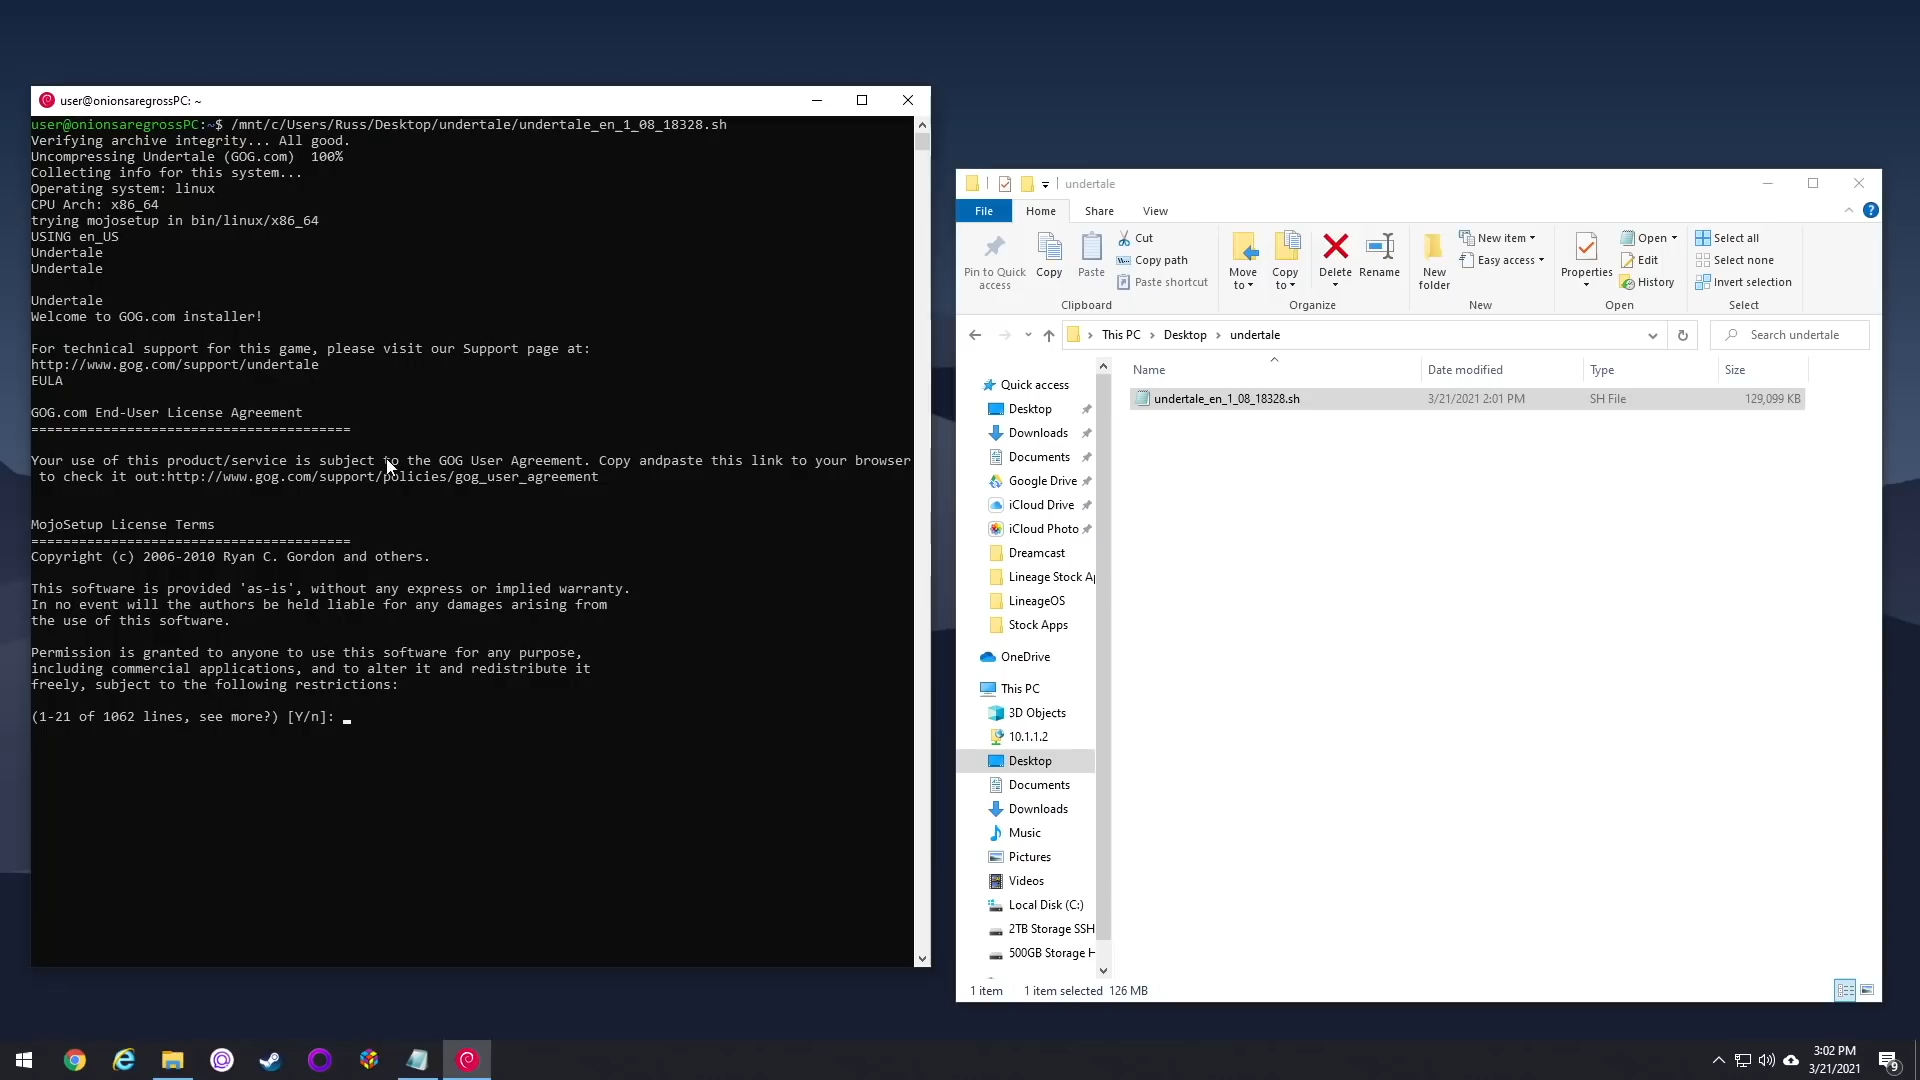 user@onionsaregrossPC: ~
user@onionsaregrossPC:~$ /mnt/c/Users/Russ/Desktop/undertale/undertale_en_1_08_18328.sh
Verifying archive integrity... All good.
Uncompressing Undertale (GOG.com)  100%
Collecting info for this system...
Operating system: linux
CPU Arch: x86_64
trying mojosetup in bin/linux/x86_64
USING en_US
Undertale
Undertale
Undertale
Welcome to GOG.com installer!
For technical support for this game, please visit our Support page at:
http://www.gog.com/support/undertale
EULA
GOG.com End-User License Agreement
========================================
Your use of this product/service is subject to the GOG User Agreement. Copy andpaste this link to your browser
to check it out:http://www.gog.com/support/policies/gog_user_agreement
MojoSetup License Terms
========================================
Copyright (c) 2006-2010 Ryan C. Gordon and others.
This software is provided 'as-is', without any express or implied warranty.
In no event will the authors be held liable for any damages arising from
the use of this software.
Permission is granted to anyone to use this software for any purpose,
including commercial applications, and to alter it and redistribute it
freely, subject to the following restrictions:
(1-21 of 1062 lines, see more?) [Y/n]:
undertale
File Home Share View
Pin to Quick access
Copy
Paste
Cut
Copy path
Paste shortcut
Clipboard
Move to
Copy to
Delete
Rename
Organize
New folder
New item
Easy access
New
Properties
Open
Edit
History
Open
Select all
Select none
Invert selection
Select
This PC Desktop undertale
Search undertale
Name Date modified Type Size
undertale_en_1_08_18328.sh 3/21/2021 2:01 PM SH File 129,099 KB
Quick access
Desktop
Downloads
Documents
Google Drive
iCloud Drive
iCloud Photo
Dreamcast
Lineage Stock Ap
LineageOS
Stock Apps
OneDrive
This PC
3D Objects
10.1.1.2
Desktop
Documents
Downloads
Music
Pictures
Videos
Local Disk (C:)
2TB Storage SSH
500GB Storage H
1 item 1 item selected 126 MB
3:02 PM
3/21/2021
9